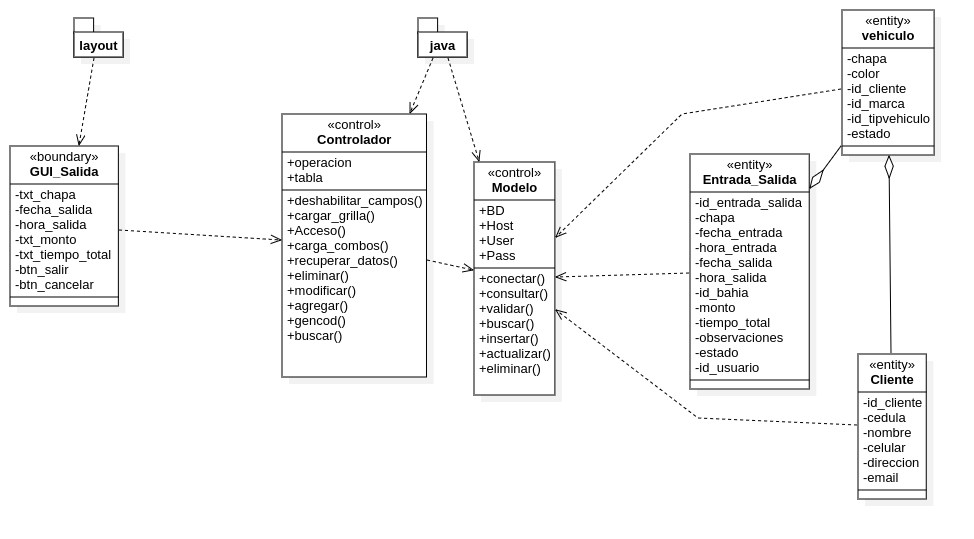 layout
java
«boundary»
GUI_Salida
-txt_chapa
-fecha_salida
-hora_salida
-txt_monto
-txt_tiempo_total
-btn_salir
-btn_cancelar
«control»
Controlador
+operacion
+tabla
+deshabilitar_campos()
+cargar_grilla()
+Acceso()
+carga_combos()
+recuperar_datos()
+eliminar()
+modificar()
+agregar()
+gencod()
+buscar()
«control»
Modelo
+BD
+Host
+User
+Pass
+conectar()
+consultar()
+validar()
+buscar()
+insertar()
+actualizar()
+eliminar()
«entity»
Entrada_Salida
-id_entrada_salida
-chapa
-fecha_entrada
-hora_entrada
-fecha_salida
-hora_salida
-id_bahia
-monto
-tiempo_total
-observaciones
-estado
-id_usuario
«entity»
vehiculo
-chapa
-color
-id_cliente
-id_marca
-id_tipvehiculo
-estado
«entity»
Cliente
-id_cliente
-cedula
-nombre
-celular
-direccion
-email